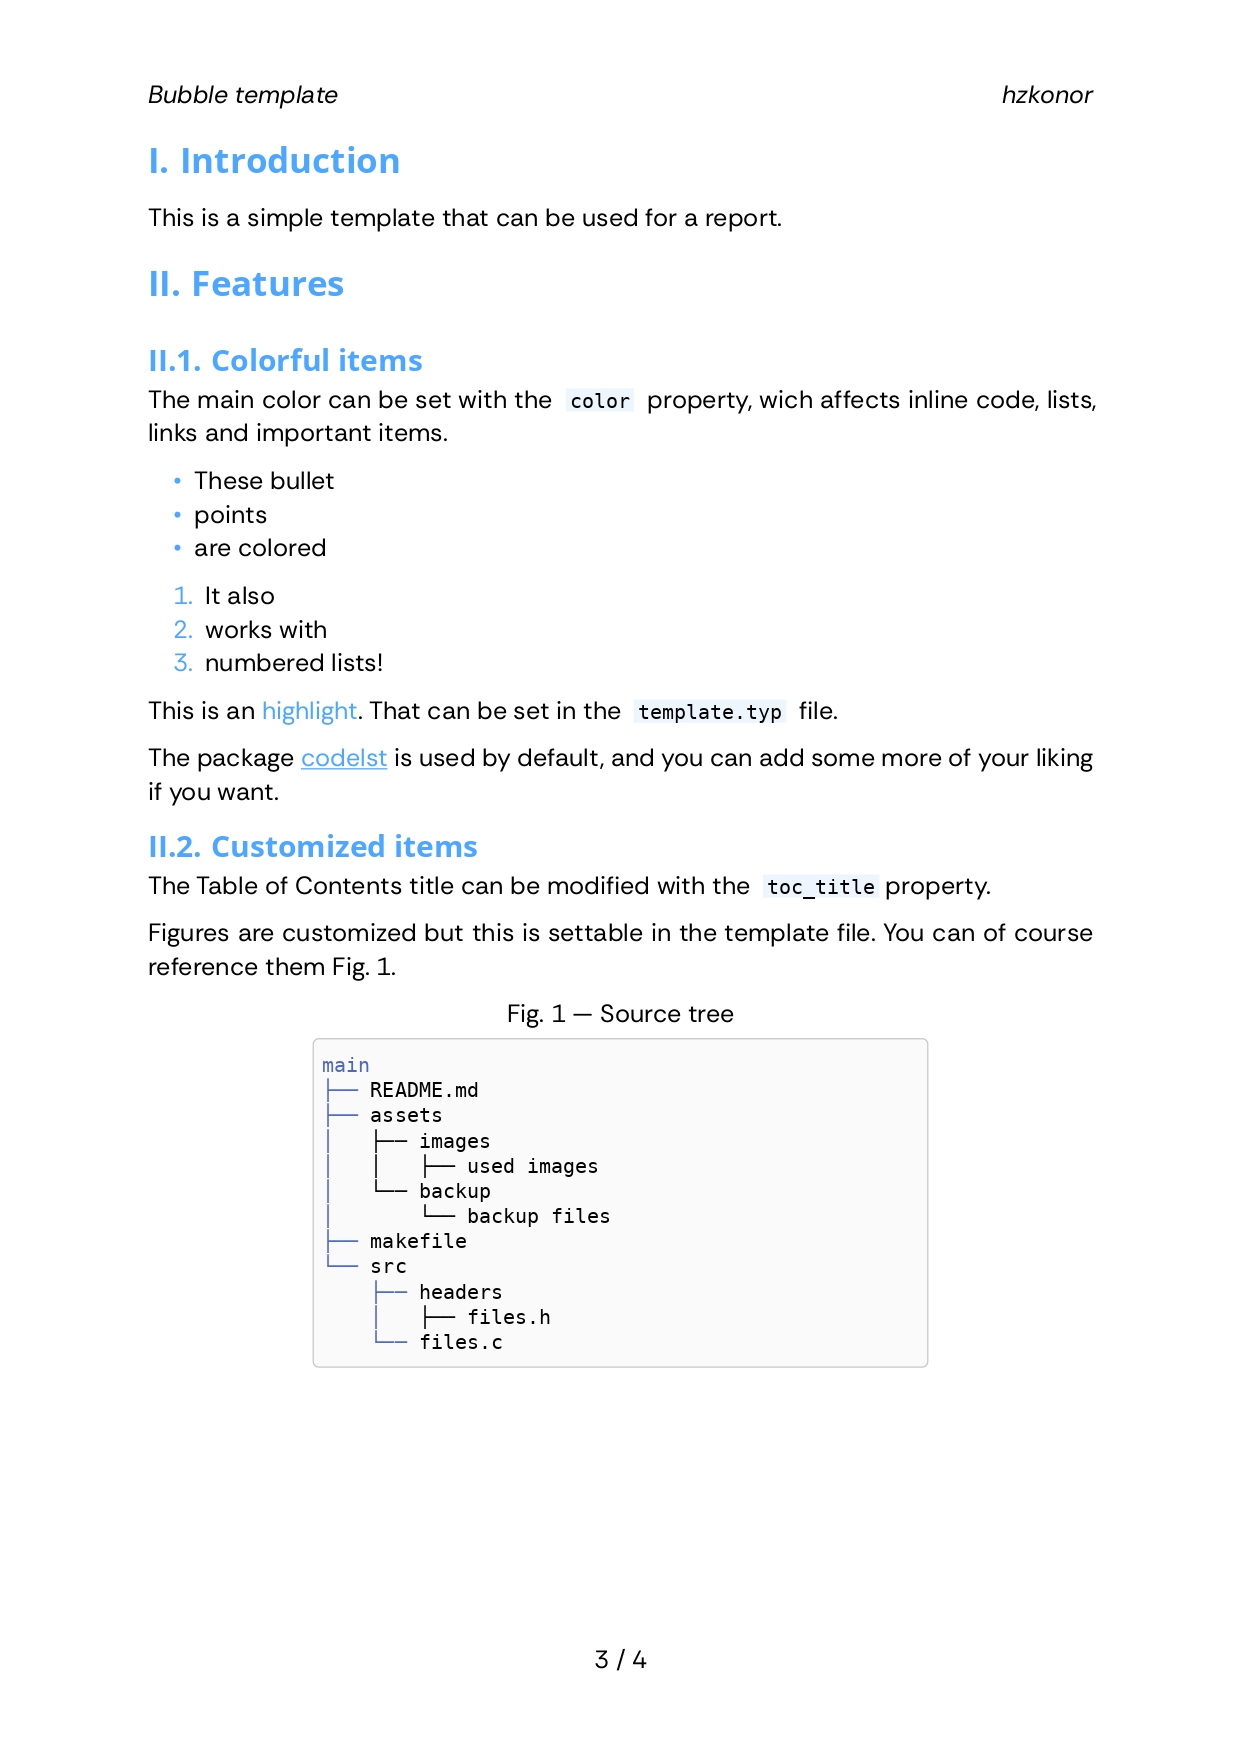 Bubble template hzkonor
I. Introduction
This is a simple template that can be used for a report.
II. Features
II.1. Colorful items
The main color can be set with the color property, wich affects inline code, lists,
links and important items.
• These bullet
• points
• are colored
1. It also
2. works with
3. numbered lists!
This is an highlight. That can be set in the template.typ file.
The package codelst is used by default, and you can add some more of your liking
if you want.
II.2. Customized items
The Table of Contents title can be modified with the toc_title property.
Figures are customized but this is settable in the template file. You can of course
reference them Fig. 1.
Fig. 1 — Source tree
main
├── README.md
├── assets
│   ├── images
│   │   ├── used images
│   └── backup
│       └── backup files
├── makefile
└── src
    ├── headers
    │   ├── files.h
    └── files.c
3 / 4